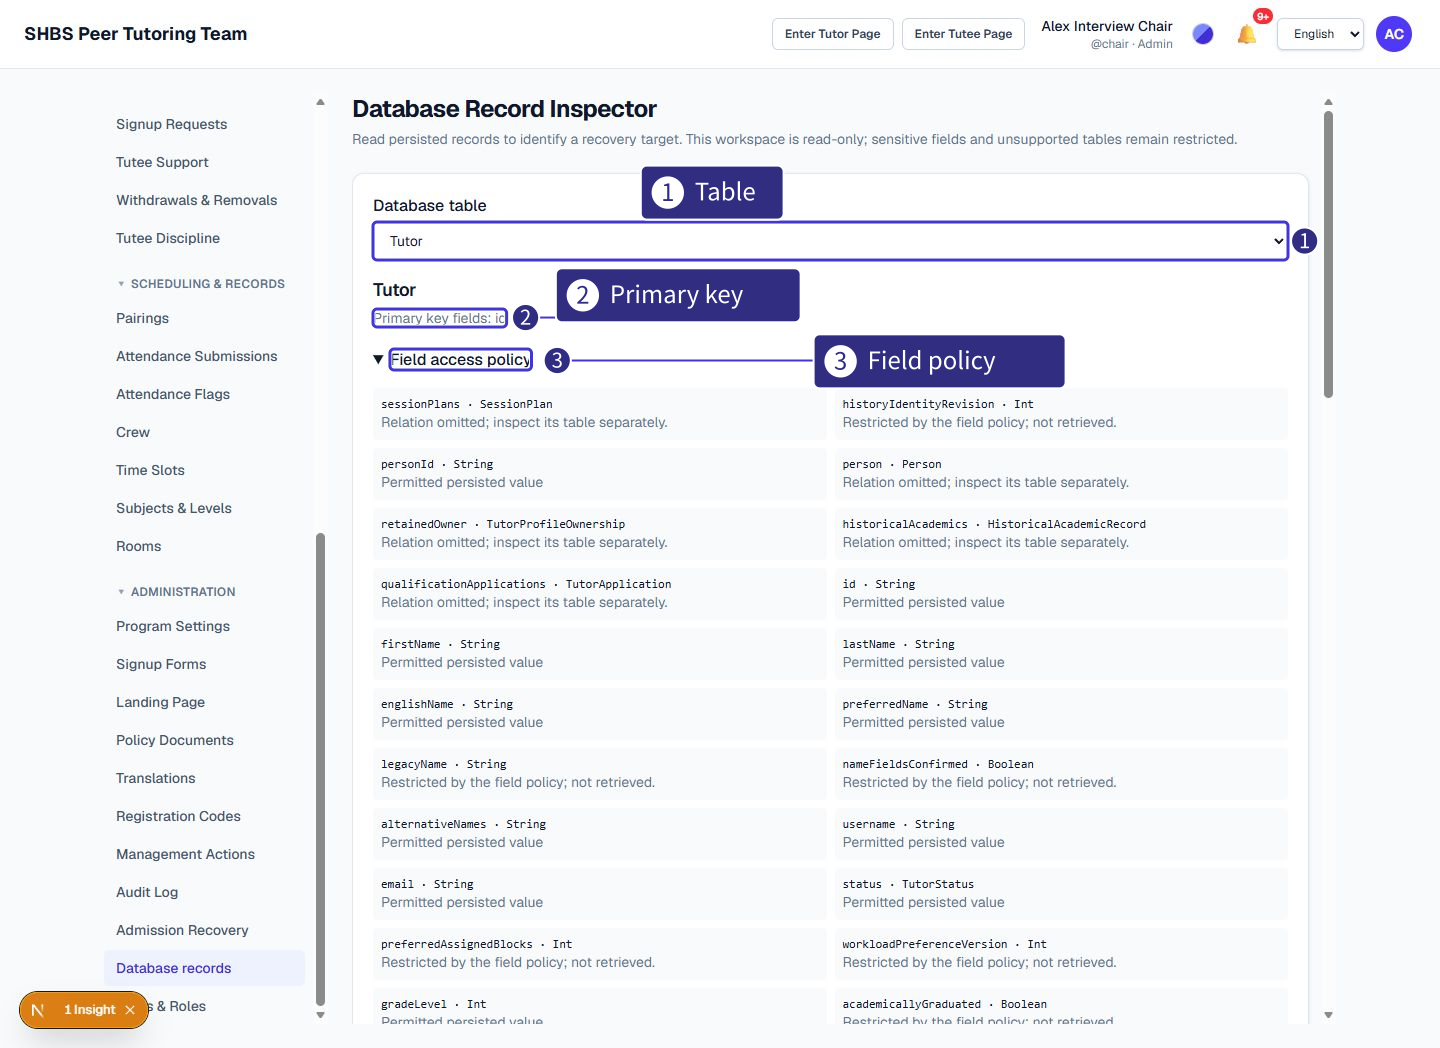 SHBS Peer Tutoring Team
Enter Tutor Page
Enter Tutee Page
Alex Interview Chair
@chair · Admin
9+
English
AC
Signup Requests
Tutee Support
Withdrawals & Removals
Tutee Discipline
SCHEDULING & RECORDS
Pairings
Attendance Submissions
Attendance Flags
Crew
Time Slots
Subjects & Levels
Rooms
ADMINISTRATION
Program Settings
Signup Forms
Landing Page
Policy Documents
Translations
Registration Codes
Management Actions
Audit Log
Admission Recovery
Database records
s & Roles
N 1 Insight ×
Database Record Inspector
Read persisted records to identify a recovery target. This workspace is read-only; sensitive fields and unsupported tables remain restricted.
1 Table
Database table
Tutor
1
Tutor
2 Primary key
Primary key fields: id
2
3 Field policy
Field access policy
3
sessionPlans · SessionPlan
Relation omitted; inspect its table separately.
historyIdentityRevision · Int
Restricted by the field policy; not retrieved.
personId · String
Permitted persisted value
person · Person
Relation omitted; inspect its table separately.
retainedOwner · TutorProfileOwnership
Relation omitted; inspect its table separately.
historicalAcademics · HistoricalAcademicRecord
Relation omitted; inspect its table separately.
qualificationApplications · TutorApplication
Relation omitted; inspect its table separately.
id · String
Permitted persisted value
firstName · String
Permitted persisted value
lastName · String
Permitted persisted value
englishName · String
Permitted persisted value
preferredName · String
Permitted persisted value
legacyName · String
Restricted by the field policy; not retrieved.
nameFieldsConfirmed · Boolean
Restricted by the field policy; not retrieved.
alternativeNames · String
Permitted persisted value
username · String
Permitted persisted value
email · String
Permitted persisted value
status · TutorStatus
Permitted persisted value
preferredAssignedBlocks · Int
Restricted by the field policy; not retrieved.
workloadPreferenceVersion · Int
Restricted by the field policy; not retrieved.
gradeLevel · Int
Permitted persisted value
academicallyGraduated · Boolean
Restricted by the field policy; not retrieved.